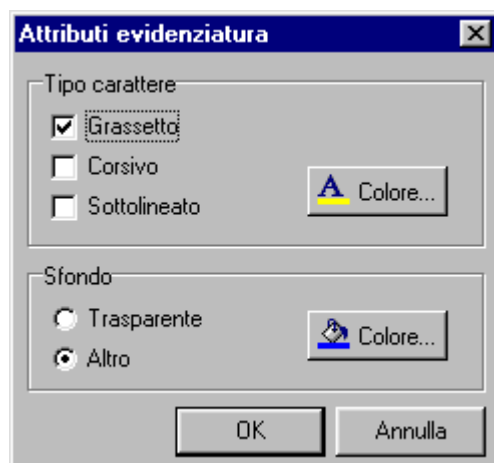 Attributi evidenziatura
Tipo carattere
Grassetto
Corsivo
Sottolineato
A Colore...
Sfondo
Trasparente
Altro
Colore...
OK
Annulla